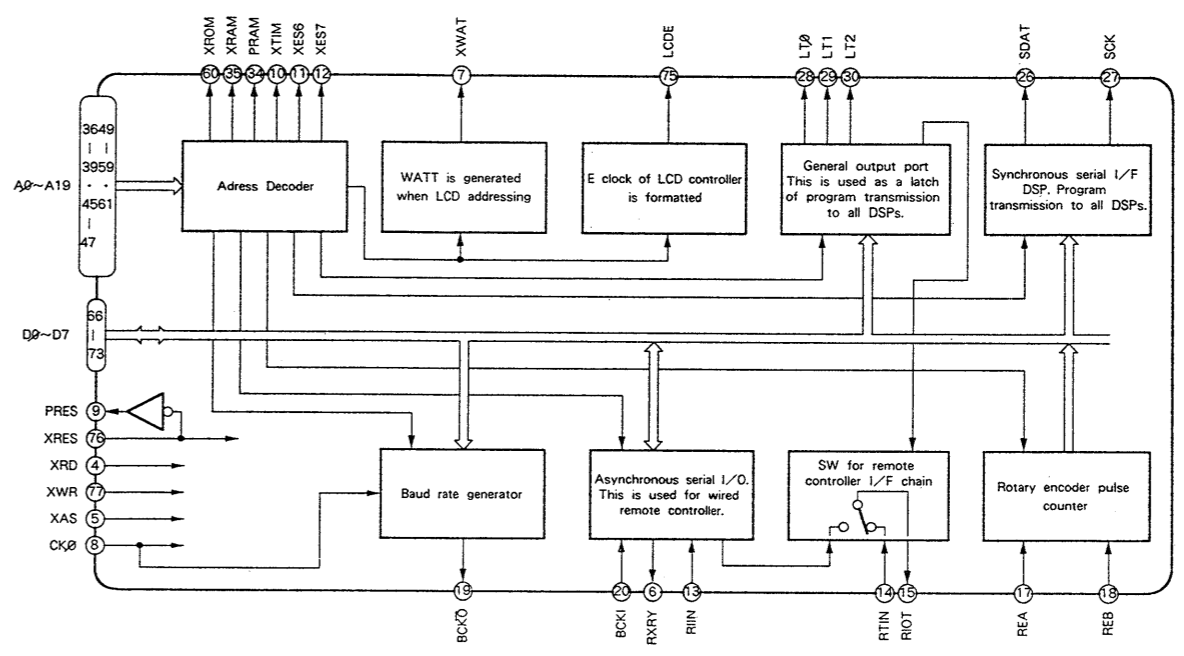 XROM
XRAM
PRAM
XTIM
XES6
XES7
XWAT
LCDE
LTØ
LT1
LT2
SDAT
SCK
60
35
34
10
11
12
7
75
28
29
30
26
27
3649
3959
4561
47
AØ~A19
Adress Decoder
WATT is generated
when LCD addressing
E clock of LCD controller
is formatted
General output port
This is used as a latch
of program transmission
to all DSPs.
Synchronous serial I/F
DSP. Program
transmission to all DSPs.
66
73
DØ~D7
PRES
9
XRES
76
XRD
4
XWR
77
XAS
5
CKØ
8
Baud rate generator
Asynchronous serial I/O.
This is used for wired
remote controller.
SW for remote
controller I/F chain
Rotary encoder pulse
counter
19
20
6
13
14
15
17
18
BCKO
BCKI
RXRY
RIIN
RTIN
RIOT
REA
REB